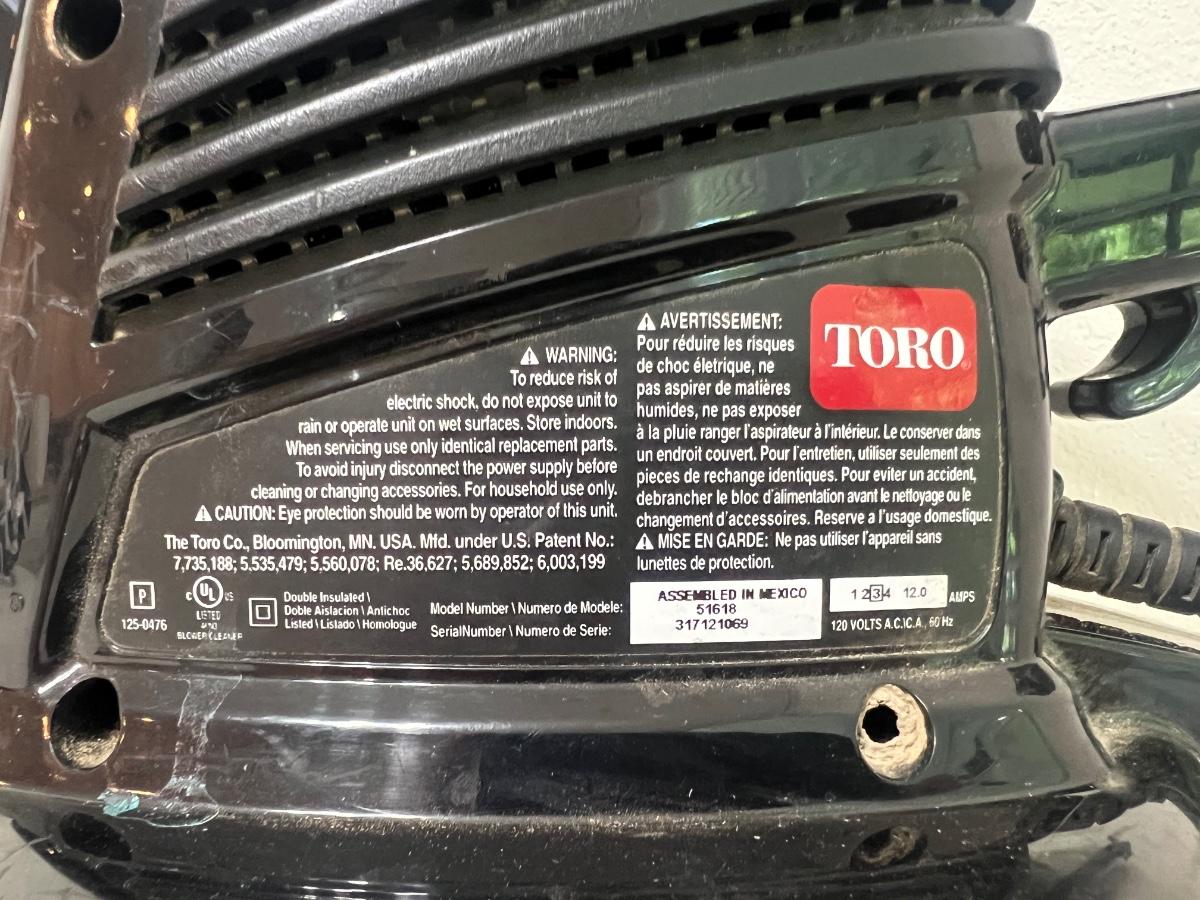 TORO
⚠ WARNING:
To reduce risk of
electric shock, do not expose unit to
rain or operate unit on wet surfaces. Store indoors.
When servicing use only identical replacement parts.
To avoid injury disconnect the power supply before
cleaning or changing accessories. For household use only.
⚠ CAUTION: Eye protection should be worn by operator of this unit.
The Toro Co., Bloomington, MN. USA. Mfd. under U.S. Patent No.:
7,735,188; 5.535,479; 5,560,078; Re.36,627; 5,689,852; 6,003,199
⚠ AVERTISSEMENT:
Pour réduire les risques
de choc életrique, ne
pas aspirer de matières
humides, ne pas exposer
à la pluie ranger l'aspirateur à l'intérieur. Le conserver dans
un endroit couvert. Pour l'entretien, utiliser seulement des
pieces de rechange identiques. Pour eviter un accident,
debrancher le bloc d'alimentation avant le nettoyage ou le
changement d'accessoires. Reserve a l'usage domestique.
⚠ MISE EN GARDE: Ne pas utiliser l'appareil sans
lunettes de protection.
P
125-0476
C UL US
LISTED
BLOWER CLEANER
Double Insulated \
Doble Aislacion \ Antichoc
Listed \ Listado \ Homologue
Model Number \ Numero de Modele:
SerialNumber \ Numero de Serie:
ASSEMBLED IN MEXICO
51618
317121069
1 2 3 4 12.0 AMPS
120 VOLTS A.C.\C.A., 60 Hz